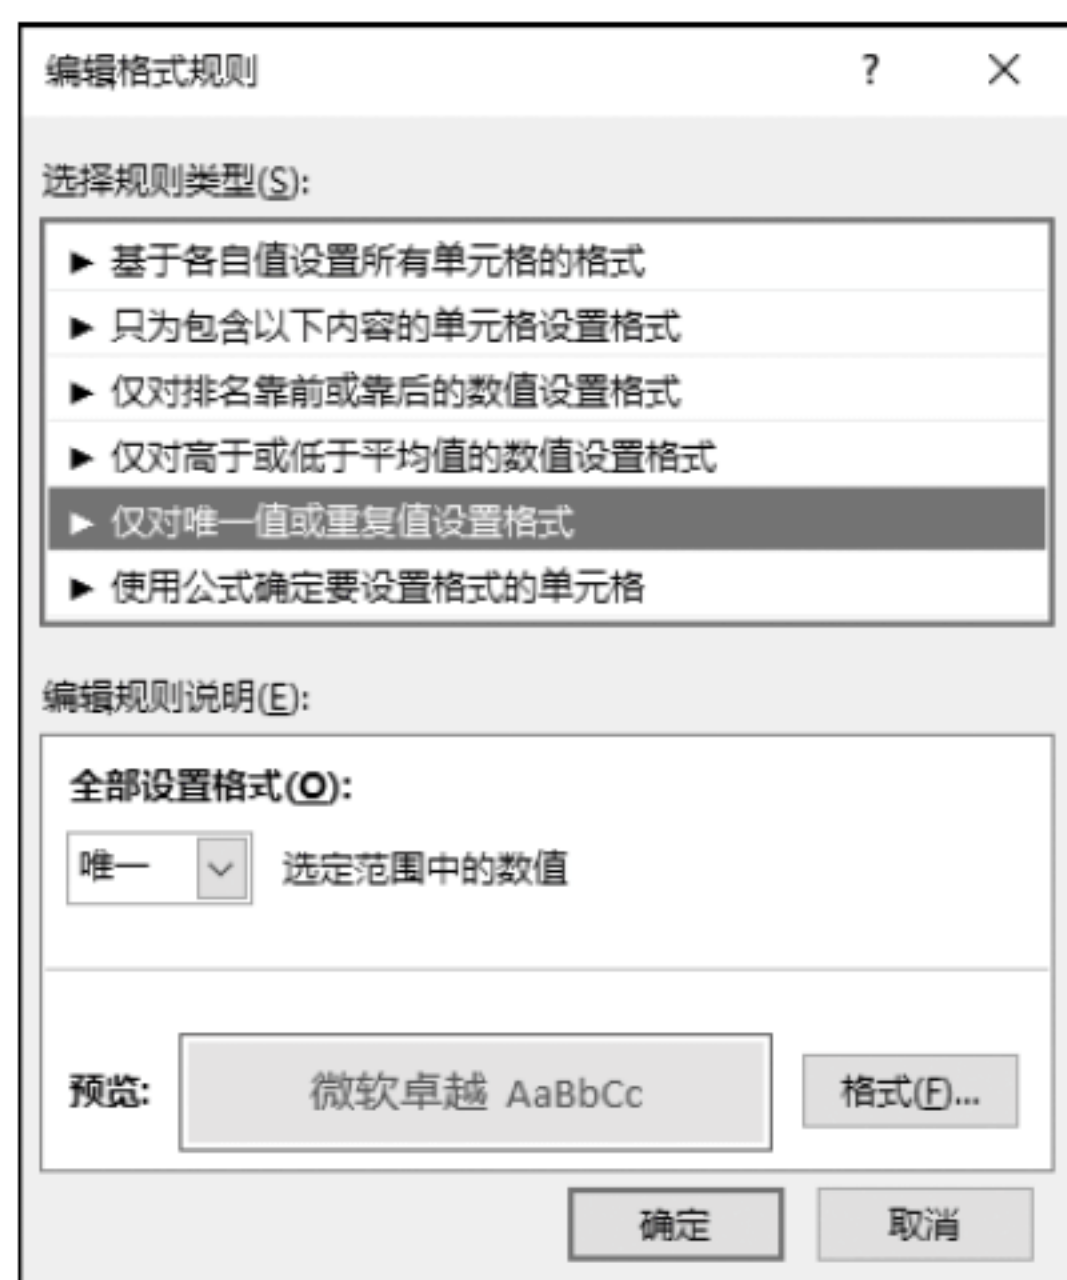 编辑格式规则 ?
选择规则类型(S):
▶ 基于各自值设置所有单元格的格式
▶ 只为包含以下内容的单元格设置格式
▶ 仅对排名靠前或靠后的数值设置格式
▶ 仅对高于或低于平均值的数值设置格式
▶ 仅对唯一值或重复值设置格式
▶ 使用公式确定要设置格式的单元格
编辑规则说明(E):
全部设置格式(O):
唯一 选定范围中的数值
预览: 微软卓越 AaBbCc 格式(F)...
确定 取消